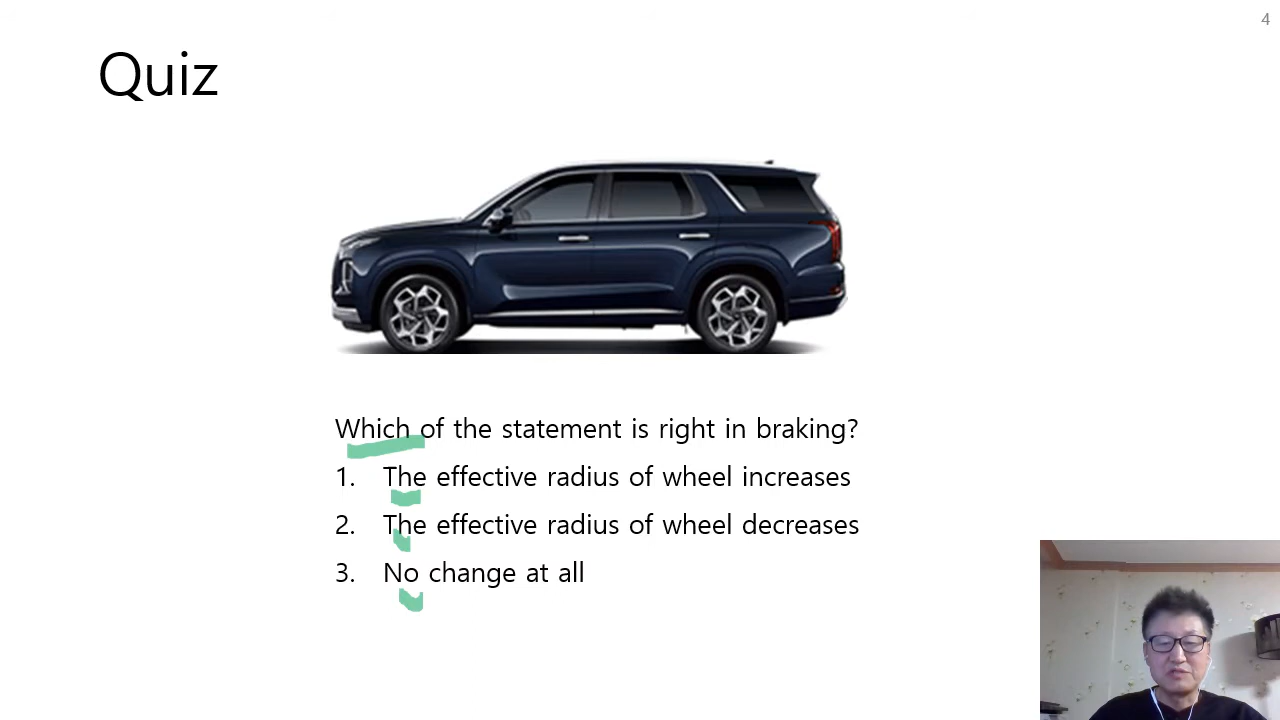 4
Quiz
Which of the statement is right in braking?
1. The effective radius of wheel increases
2. The effective radius of wheel decreases
3. No change at all